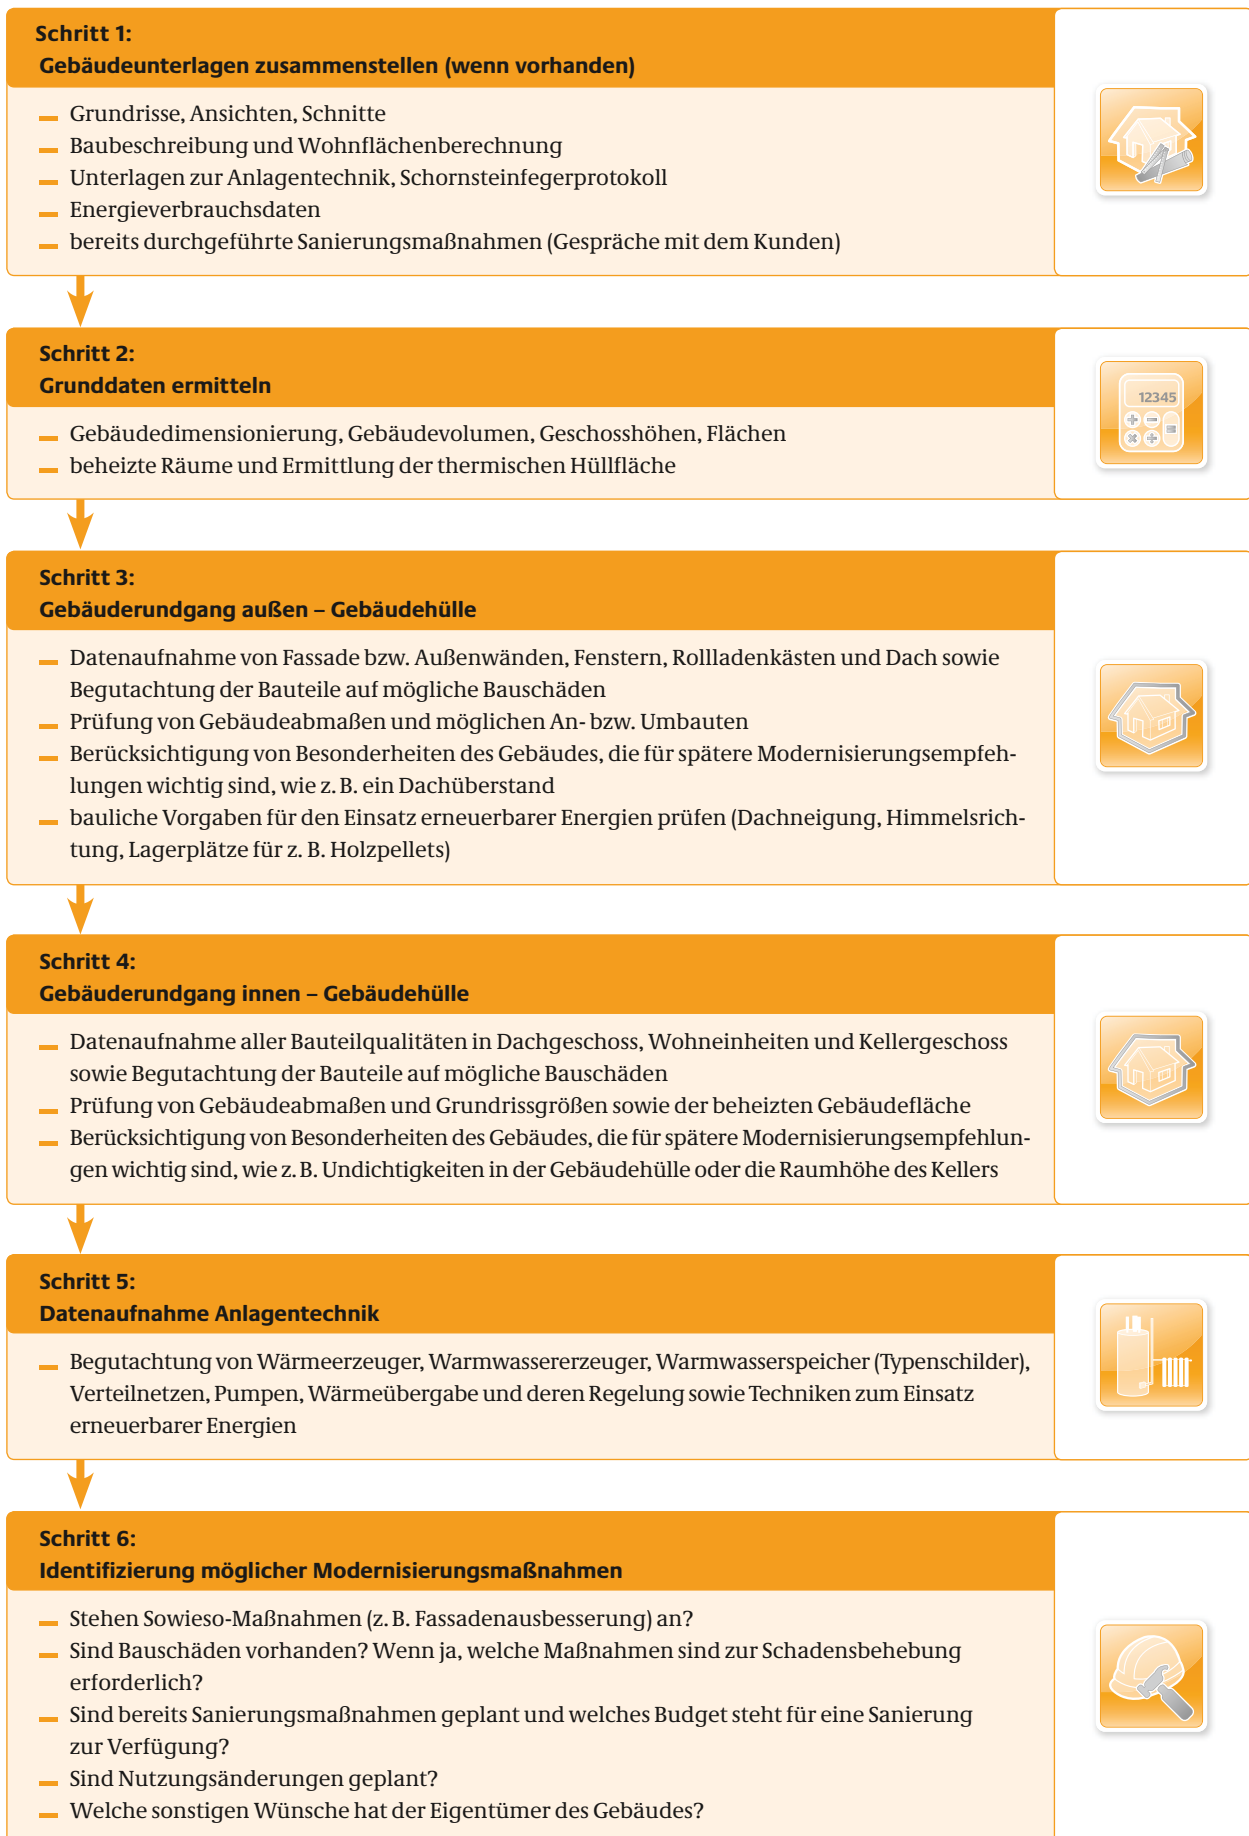 Schritt 1:
Gebäudeunterlagen zusammenstellen (wenn vorhanden)
Grundrisse, Ansichten, Schnitte
Baubeschreibung und Wohnflächenberechnung
Unterlagen zur Anlagentechnik, Schornsteinfegerprotokoll
Energieverbrauchsdaten
bereits durchgeführte Sanierungsmaßnahmen (Gespräche mit dem Kunden)
Schritt 2:
Grunddaten ermitteln
12345
Gebäudedimensionierung, Gebäudevolumen, Geschosshöhen, Flächen
beheizte Räume und Ermittlung der thermischen Hüllfläche
Schritt 3:
Gebäuderundgang außen – Gebäudehülle
Datenaufnahme von Fassade bzw. Außenwänden, Fenstern, Rollladenkästen und Dach sowie
Begutachtung der Bauteile auf mögliche Bauschäden
Prüfung von Gebäudeabmaßen und möglichen An- bzw. Umbauten
Berücksichtigung von Besonderheiten des Gebäudes, die für spätere Modernisierungsempfeh-
lungen wichtig sind, wie z. B. ein Dachüberstand
bauliche Vorgaben für den Einsatz erneuerbarer Energien prüfen (Dachneigung, Himmelsrich-
tung, Lagerplätze für z. B. Holzpellets)
Schritt 4:
Gebäuderundgang innen – Gebäudehülle
Datenaufnahme aller Bauteilqualitäten in Dachgeschoss, Wohneinheiten und Kellergeschoss
sowie Begutachtung der Bauteile auf mögliche Bauschäden
Prüfung von Gebäudeabmaßen und Grundrissgrößen sowie der beheizten Gebäudefläche
Berücksichtigung von Besonderheiten des Gebäudes, die für spätere Modernisierungsempfehlun-
gen wichtig sind, wie z. B. Undichtigkeiten in der Gebäudehülle oder die Raumhöhe des Kellers
Schritt 5:
Datenaufnahme Anlagentechnik
Begutachtung von Wärmeerzeuger, Warmwassererzeuger, Warmwasserspeicher (Typenschilder),
Verteilnetzen, Pumpen, Wärmeübergabe und deren Regelung sowie Techniken zum Einsatz
erneuerbarer Energien
Schritt 6:
Identifizierung möglicher Modernisierungsmaßnahmen
Stehen Sowieso-Maßnahmen (z. B. Fassadenausbesserung) an?
Sind Bauschäden vorhanden? Wenn ja, welche Maßnahmen sind zur Schadensbehebung
erforderlich?
Sind bereits Sanierungsmaßnahmen geplant und welches Budget steht für eine Sanierung
zur Verfügung?
Sind Nutzungsänderungen geplant?
Welche sonstigen Wünsche hat der Eigentümer des Gebäudes?